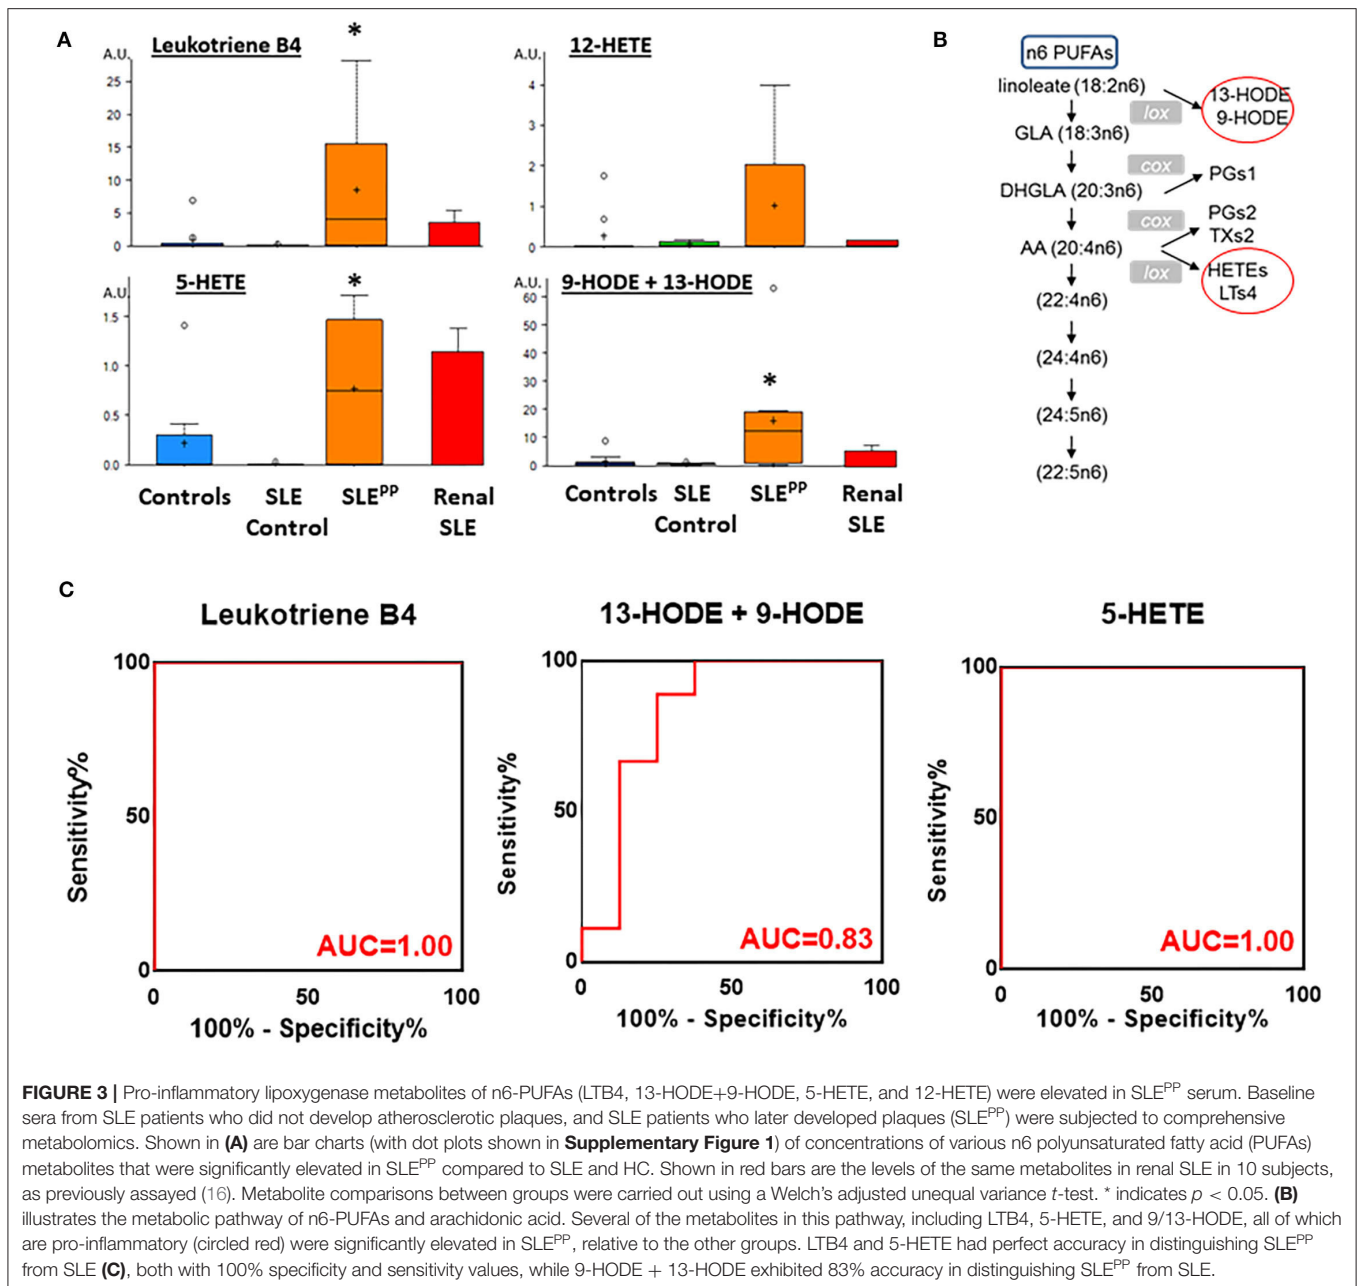 A
Leukotriene B4
*
A.U.
25
20
15
10
5
0
12-HETE
A.U.
4
3
2
1
0
5-HETE
*
A.U.
1.5
1.0
0.5
0.0
9-HODE + 13-HODE
*
A.U.
60
50
40
30
20
10
0
Controls SLE Control SLEPP Renal SLE
Controls SLE Control SLEPP Renal SLE
B
n6 PUFAs
linoleate (18:2n6)
lox
13-HODE
9-HODE
GLA (18:3n6)
cox
PGs1
DHGLA (20:3n6)
cox
PGs2
TXs2
AA (20:4n6)
lox
HETEs
LTs4
(22:4n6)
(24:4n6)
(24:5n6)
(22:5n6)
C
Leukotriene B4
Sensitivity%
100
50
0
AUC=1.00
0 50 100
100% - Specificity%
13-HODE + 9-HODE
Sensitivity%
100
50
0
AUC=0.83
0 50 100
100% - Specificity%
5-HETE
Sensitivity%
100
50
0
AUC=1.00
0 50 100
100% - Specificity%
FIGURE 3 | Pro-inflammatory lipoxygenase metabolites of n6-PUFAs (LTB4, 13-HODE+9-HODE, 5-HETE, and 12-HETE) were elevated in SLEPP serum. Baseline
sera from SLE patients who did not develop atherosclerotic plaques, and SLE patients who later developed plaques (SLEPP) were subjected to comprehensive
metabolomics. Shown in (A) are bar charts (with dot plots shown in Supplementary Figure 1) of concentrations of various n6 polyunsaturated fatty acid (PUFAs)
metabolites that were significantly elevated in SLEPP compared to SLE and HC. Shown in red bars are the levels of the same metabolites in renal SLE in 10 subjects,
as previously assayed (16). Metabolite comparisons between groups were carried out using a Welch's adjusted unequal variance t-test. * indicates p < 0.05. (B)
illustrates the metabolic pathway of n6-PUFAs and arachidonic acid. Several of the metabolites in this pathway, including LTB4, 5-HETE, and 9/13-HODE, all of which
are pro-inflammatory (circled red) were significantly elevated in SLEPP, relative to the other groups. LTB4 and 5-HETE had perfect accuracy in distinguishing SLEPP
from SLE (C), both with 100% specificity and sensitivity values, while 9-HODE + 13-HODE exhibited 83% accuracy in distinguishing SLEPP from SLE.